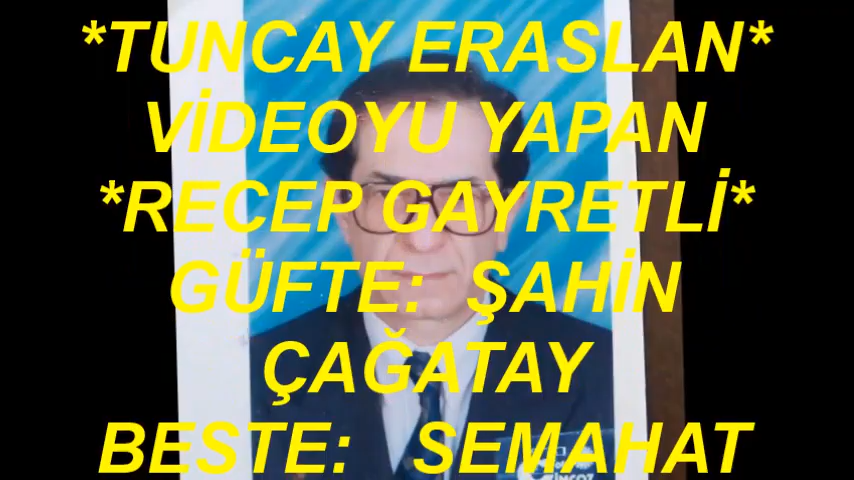 *TUNCAY ERASLAN*
VİDEOYU YAPAN
*RECEP GAYRETLİ*
GÜFTE: ŞAHİN
ÇAĞATAY
BESTE: SEMAHAT